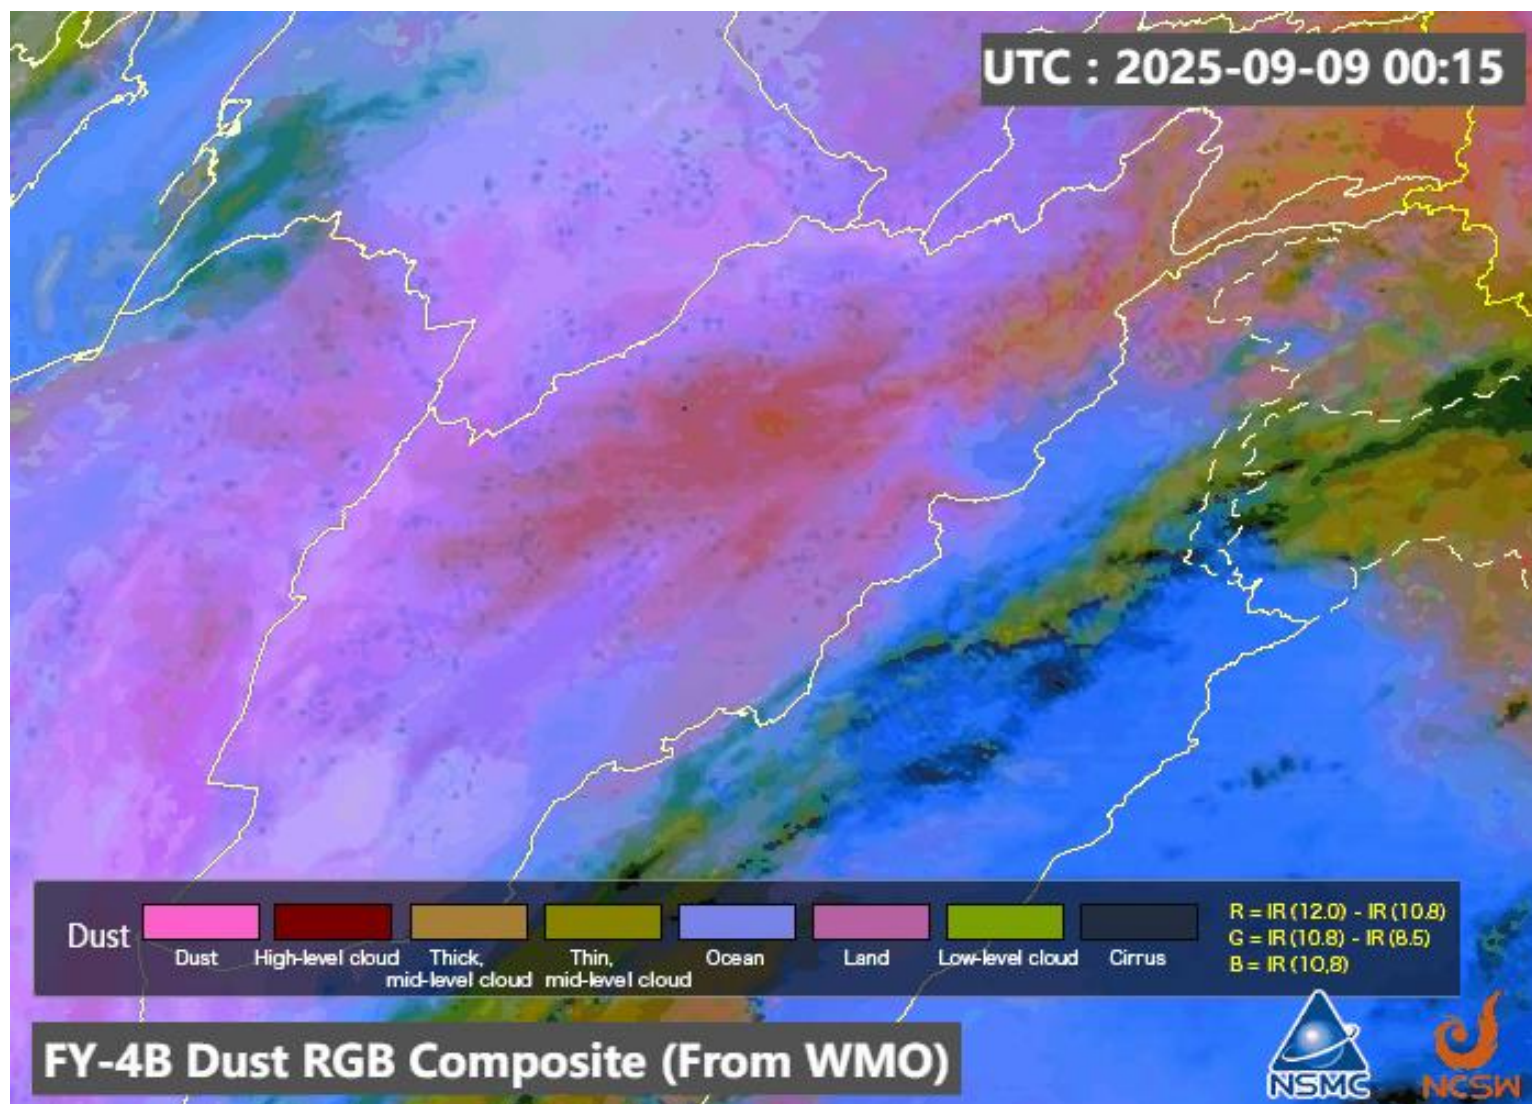 UTC : 2025-09-09 00:15
Dust
Dust
High-level cloud
Thick,
mid-level cloud
Thin,
mid-level cloud
Ocean
Land
Low-level cloud
Cirrus
R = IR (12.0) - IR (10.8)
G = IR (10.8) - IR (8.5)
B = IR (10,8)
FY-4B Dust RGB Composite (From WMO)
NSMC
NCSW